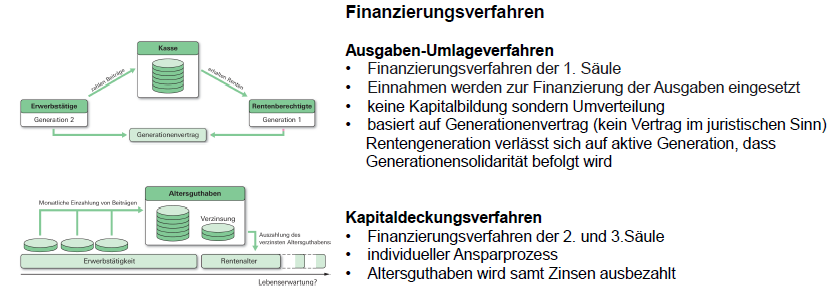 Finanzierungsverfahren
Kasse
zahlen Beiträge
erhalten Renten
Erwerbstätige
Generation 2
Rentenberechtigte
Generation 1
Generationenvertrag
Ausgaben-Umlageverfahren
• Finanzierungsverfahren der 1. Säule
• Einnahmen werden zur Finanzierung der Ausgaben eingesetzt
• keine Kapitalbildung sondern Umverteilung
• basiert auf Generationenvertrag (kein Vertrag im juristischen Sinn)
Rentengeneration verlässt sich auf aktive Generation, dass
Generationensolidarität befolgt wird
Altersguthaben
Monatliche Einzahlung von Beiträgen
Verzinsung
Auszahlung des
verzinsten Altersguthabens
Erwerbstätigkeit
Rentenalter
Lebenserwartung?
Kapitaldeckungsverfahren
• Finanzierungsverfahren der 2. und 3.Säule
• individueller Ansparprozess
• Altersguthaben wird samt Zinsen ausbezahlt